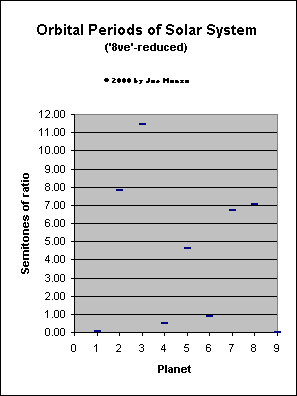 Orbital Periods of Solar System
('8ve'-reduced)
© 2000 by Joe Monzo
Semitones of ratio
12.00
11.00
10.00
9.00
8.00
7.00
6.00
5.00
4.00
3.00
2.00
1.00
0.00
0 1 2 3 4 5 6 7 8 9
Planet